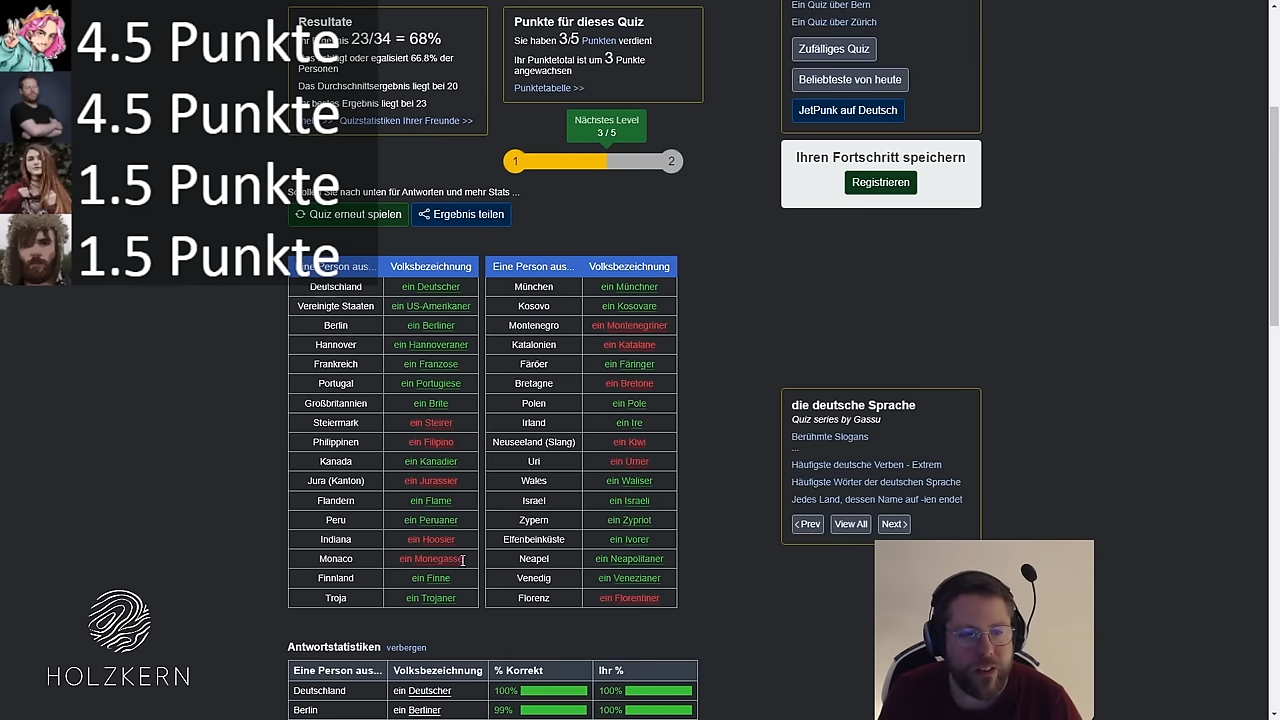 4.5 Punkte
4.5 Punkte
1.5 Punkte
1.5 Punkte
Resultate
23/34 = 68%
oder egalisiert 66.8% der
Personen
Das Durchschnittsergebnis liegt bei 20
Ergebnis liegt bei 23
Quizstatistiken Ihrer Freunde >>
Punkte für dieses Quiz
Sie haben 3/5 Punkten verdient
Ihr Punktetotal ist um 3 Punkte
angewachsen
Punktetabelle >>
Nächstes Level
3 / 5
1
2
nach unten für Antworten und mehr Stats ...
Quiz erneut spielen
Ergebnis teilen
Eine Person aus... Volksbezeichnung
Deutschland ein Deutscher
Vereinigte Staaten ein US-Amerikaner
Berlin ein Berliner
Hannover ein Hannoveraner
Frankreich ein Franzose
Portugal ein Portugiese
Großbritannien ein Brite
Steiermark ein Steirer
Philippinen ein Filipino
Kanada ein Kanadier
Jura (Kanton) ein Jurassier
Flandern ein Flame
Peru ein Peruaner
Indiana ein Hoosier
Monaco ein Monegasse
Finnland ein Finne
Troja ein Trojaner
Eine Person aus... Volksbezeichnung
München ein Münchner
Kosovo ein Kosovare
Montenegro ein Montenegriner
Katalonien ein Katalane
Färöer ein Färinger
Bretagne ein Bretone
Polen ein Pole
Irland ein Ire
Neuseeland (Slang) ein Kiwi
Uri ein Urner
Wales ein Waliser
Israel ein Israeli
Zypern ein Zypriot
Elfenbeinküste ein Ivorer
Neapel ein Neapolitaner
Venedig ein Venezianer
Florenz ein Florentiner
Antwortstatistiken verbergen
Eine Person aus... Volksbezeichnung % Korrekt Ihr %
Deutschland ein Deutscher 100% 100%
Berlin ein Berliner 99% 100%
Ein Quiz über Bern
Ein Quiz über Zürich
Zufälliges Quiz
Beliebteste von heute
JetPunk auf Deutsch
Ihren Fortschritt speichern
Registrieren
die deutsche Sprache
Quiz series by Gassu
Berühmte Slogans
...
Häufigste deutsche Verben - Extrem
Häufigste Wörter der deutschen Sprache
Jedes Land, dessen Name auf -ien endet
< Prev
View All
Next >
HOLZKERN